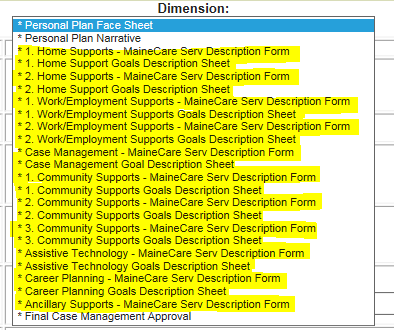 Dimension:
* Personal Plan Face Sheet
* Personal Plan Narrative
* 1. Home Supports - MaineCare Serv Description Form
* 1. Home Support Goals Description Sheet
* 2. Home Supports - MaineCare Serv Description Form
* 2. Home Support Goals Description Sheet
* 1. Work/Employment Supports - MaineCare Serv Description Form
* 1. Work/Employment Supports Goals Description Sheet
* 2. Work/Employment Supports - MaineCare Serv Description Form
* 2. Work/Employment Supports Goals Description Sheet
* Case Management - MaineCare Serv Description Form
* Case Management Goal Description Sheet
* 1. Community Supports - MaineCare Serv Description Form
* 1. Community Supports Goals Description Sheet
* 2. Community Supports - MaineCare Serv Description Form
* 2. Community Supports Goals Description Sheet
* 3. Community Supports - MaineCare Serv Description Form
* 3. Community Supports Goals Description Sheet
* Assistive Technology - MaineCare Serv Description Form
* Assistive Technology Goals Description Sheet
* Career Planning - MaineCare Serv Description Form
* Career Planning Goals Description Sheet
* Ancillary Supports - MaineCare Serv Description Form
* Final Case Management Approval